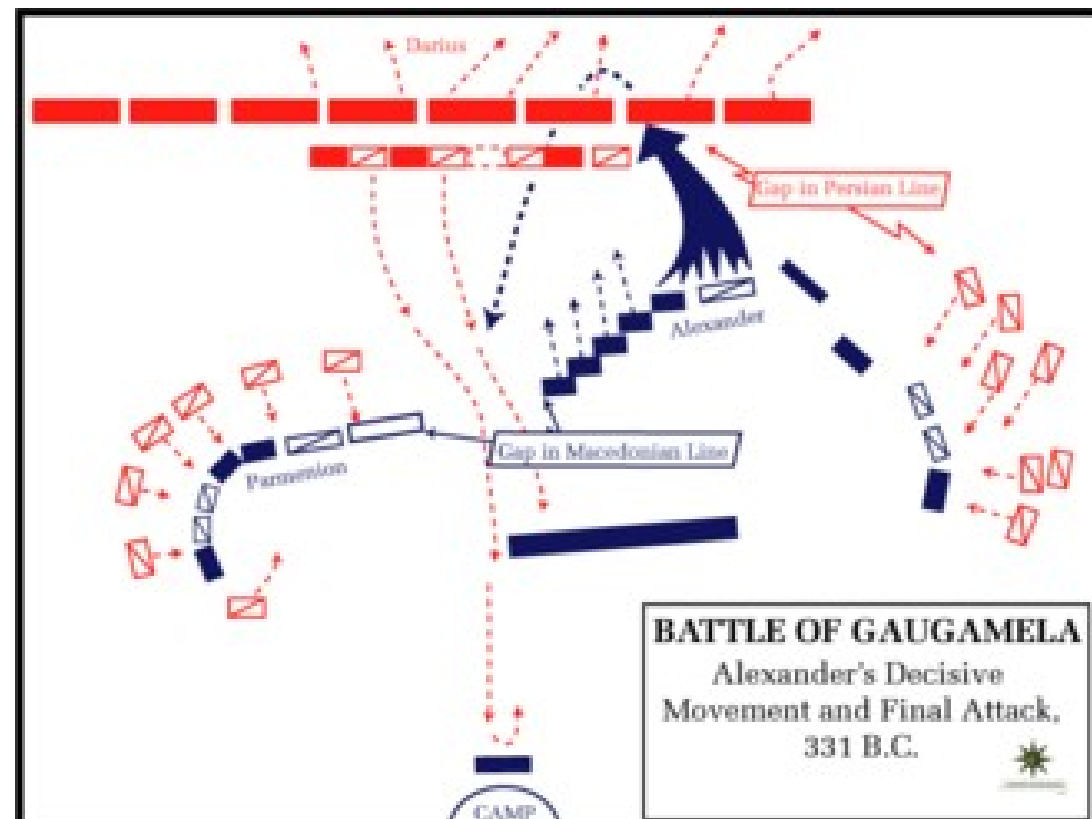 Darius
Gap in Persian Line
Alexander
Gap in Macedonian Line
Parmenion
BATTLE OF GAUGAMELA
Alexander's Decisive
Movement and Final Attack,
331 B.C.
CAMP